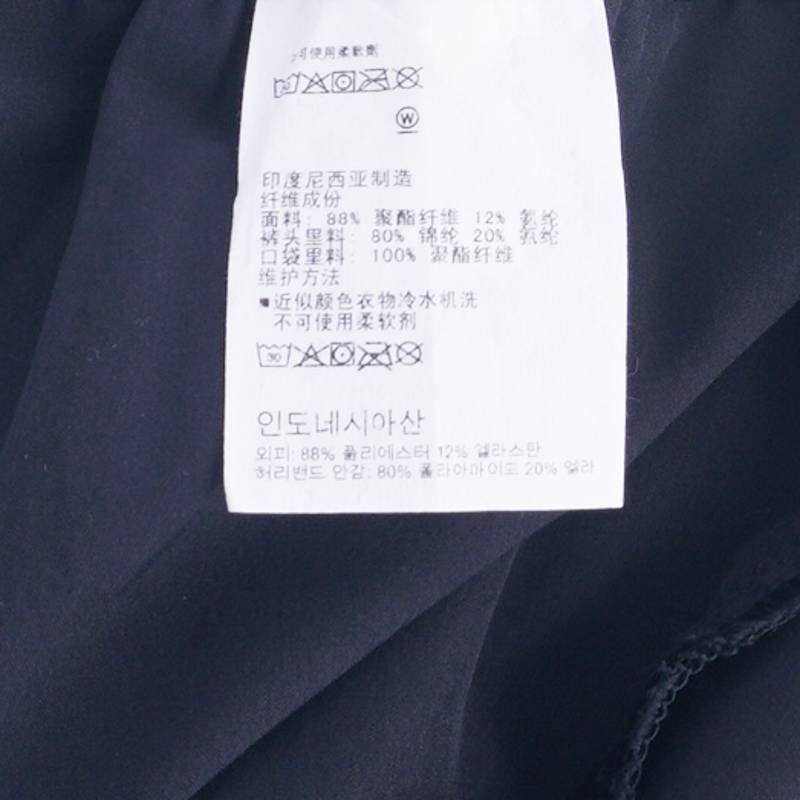 可使用柔軟劑
W
印度尼西亚制造
纤维成份
面料: 88% 聚酯纤维 12% 氨纶
裤头里料: 80% 锦纶 20% 氨纶
口袋里料: 100% 聚酯纤维
维护方法
■近似颜色衣物冷水机洗
不可使用柔软剂
30
인도네시아산
외피: 88% 폴리에스터 12% 엘라스탄
허리밴드 안감: 80% 폴리아마이드 20% 엘라